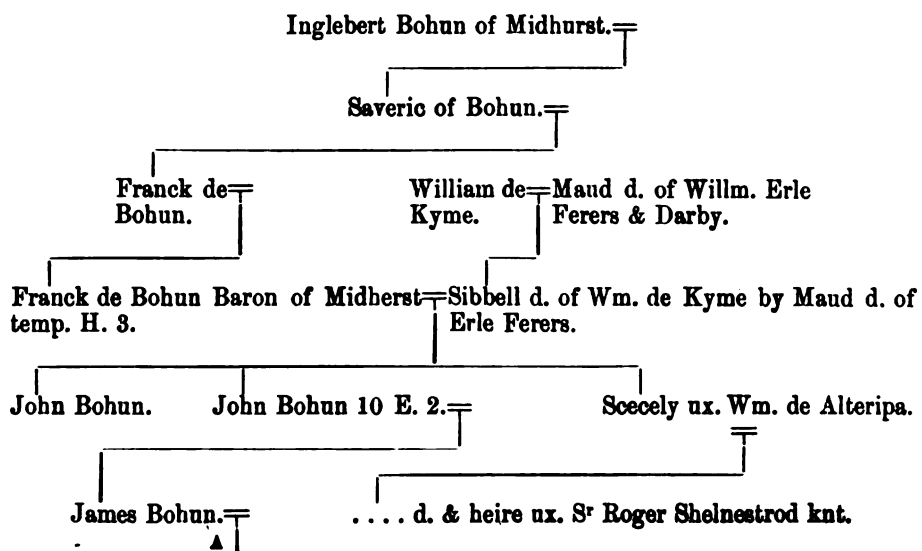 Inglebert Bohun of Midhurst.
Saveric of Bohun.
Franck de Bohun.
William de Kyme.
Maud d. of Willm. Erle
Ferers & Darby.
Franck de Bohun Baron of Midherst
temp. H. 3.
Sibbell d. of Wm. de Kyme by Maud d. of
Erle Ferers.
John Bohun.
John Bohun 10 E. 2.
Scecely ux. Wm. de Alteripa.
James Bohun.
.... d. & heire ux. Sr Roger Shelnestrod knt.
A